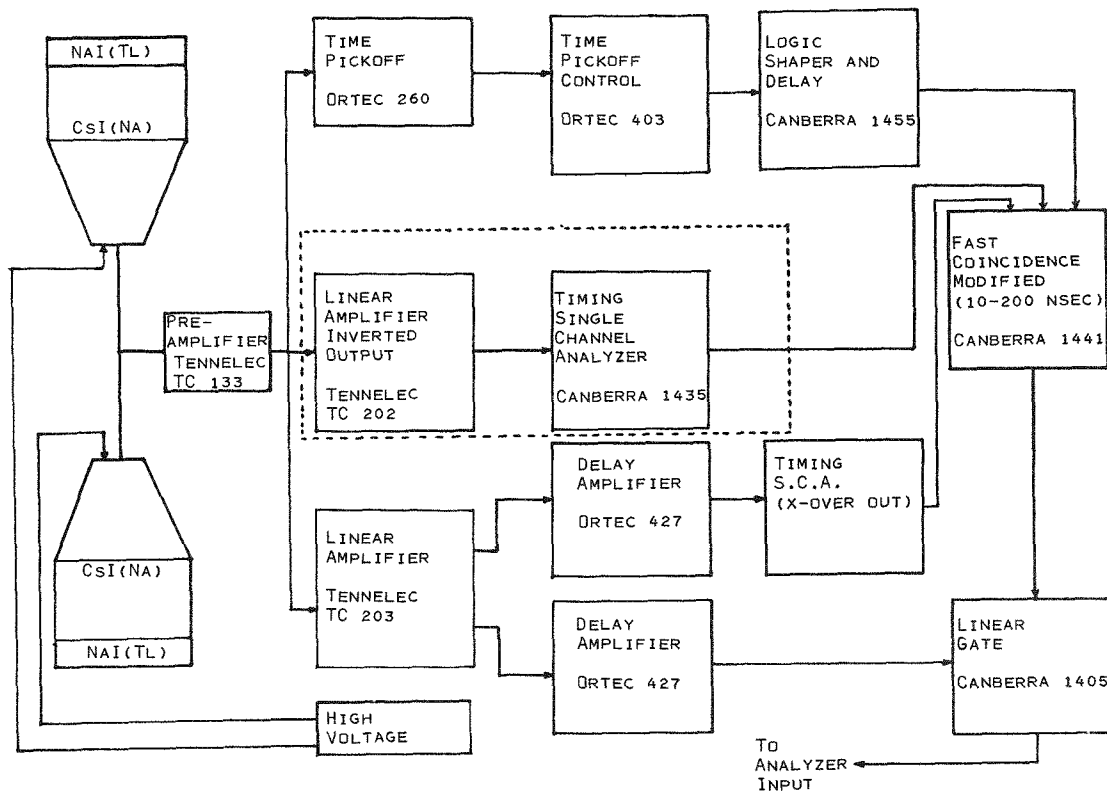 NaI(TL)
CsI(NA)
TIME
PICKOFF
ORTEC 260
TIME
PICKOFF
CONTROL
ORTEC 403
LOGIC
SHAPER AND
DELAY
CANBERRA 1455
PRE-
AMPLIFIER
TENNELEC
TC 133
LINEAR
AMPLIFIER
INVERTED
OUTPUT
TENNELEC
TC 202
TIMING
SINGLE
CHANNEL
ANALYZER
CANBERRA 1435
FAST
COINCIDENCE
MODIFIED
(10-200 NSEC)
CANBERRA 1441
CsI(NA)
NaI(TL)
LINEAR
AMPLIFIER
TENNELEC
TC 203
DELAY
AMPLIFIER
ORTEC 427
TIMING
S.C.A.
(X-OVER OUT)
DELAY
AMPLIFIER
ORTEC 427
LINEAR
GATE
CANBERRA 1405
HIGH
VOLTAGE
TO
ANALYZER
INPUT